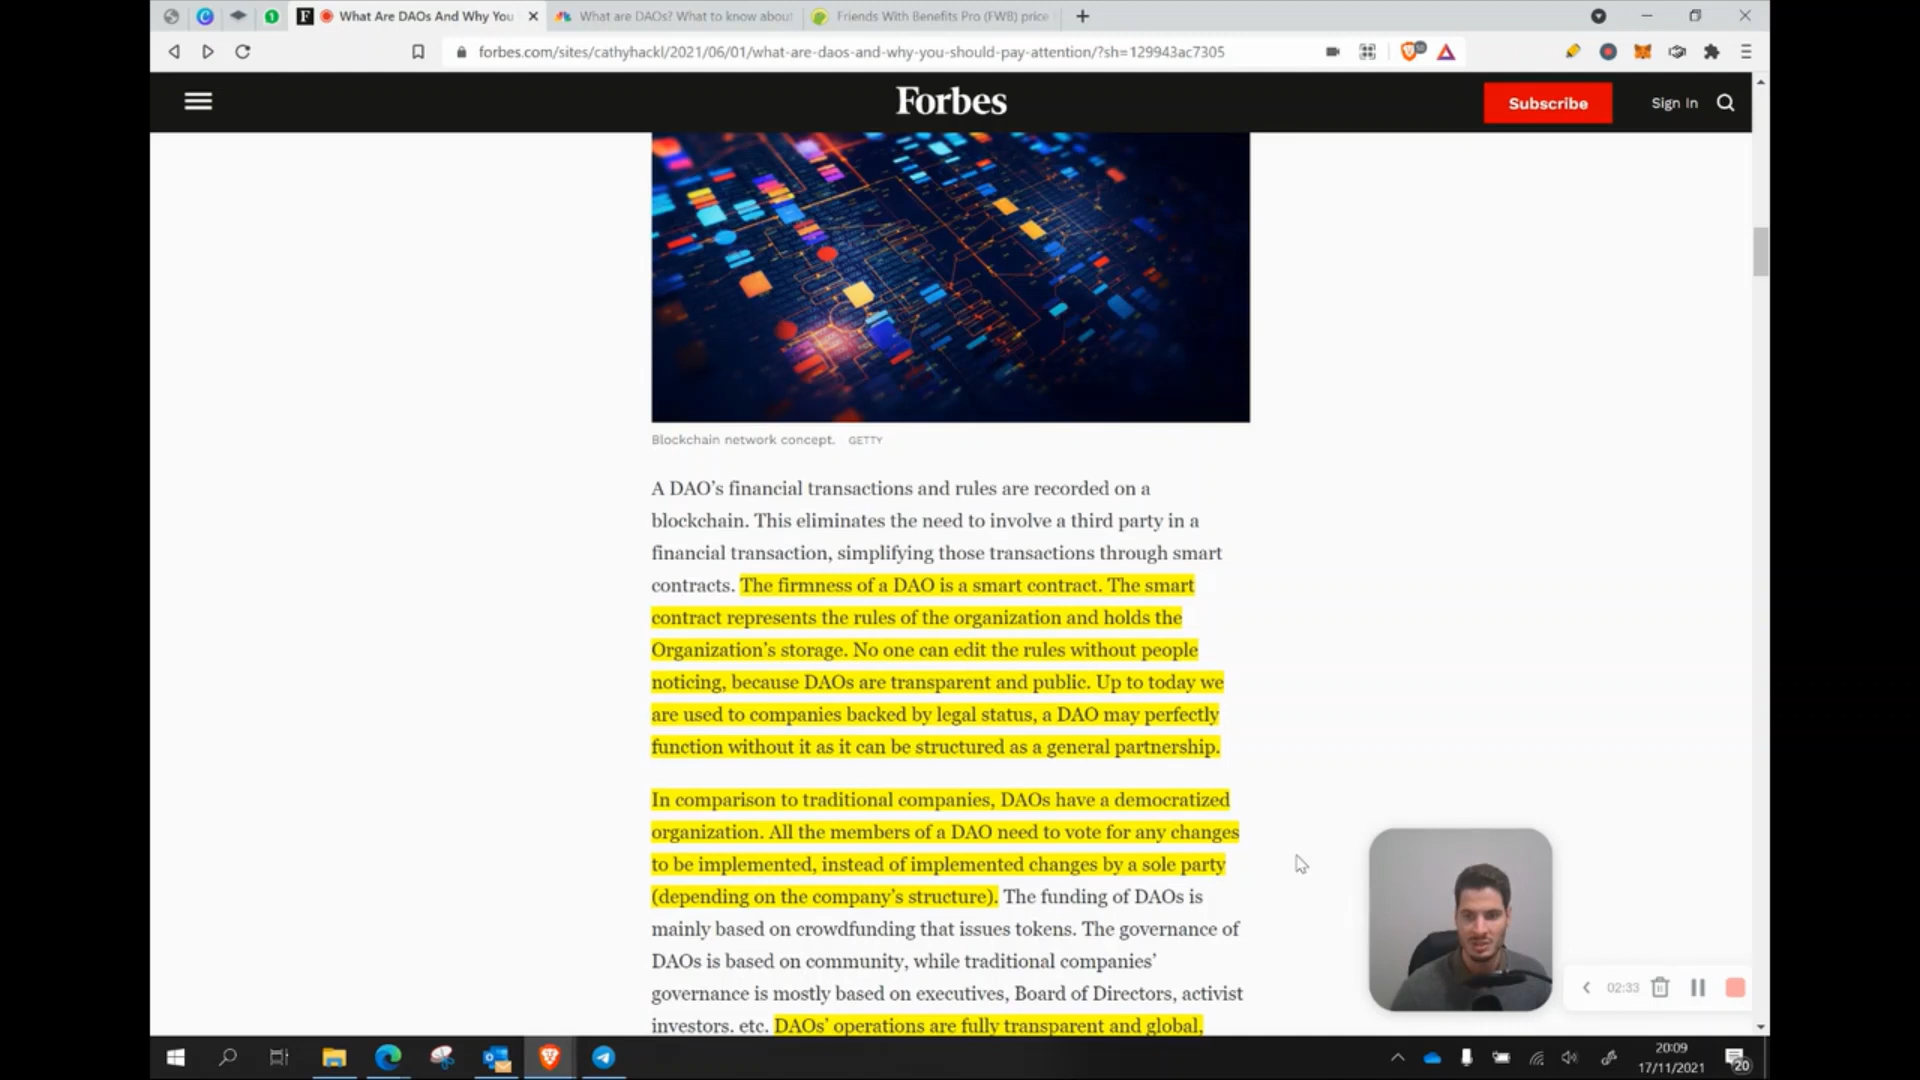 What Are DAOs And Why You
What are DAOs? What to know about
Friends With Benefits Pro (FWB) price
forbes.com/sites/cathyhackl/2021/06/01/what-are-daos-and-why-you-should-pay-attention/?sh=129943ac7305
Forbes
Subscribe
Sign In
Blockchain network concept. GETTY
A DAO’s financial transactions and rules are recorded on a
blockchain. This eliminates the need to involve a third party in a
financial transaction, simplifying those transactions through smart
contracts. The firmness of a DAO is a smart contract. The smart
contract represents the rules of the organization and holds the
Organization’s storage. No one can edit the rules without people
noticing, because DAOs are transparent and public. Up to today we
are used to companies backed by legal status, a DAO may perfectly
function without it as it can be structured as a general partnership.
In comparison to traditional companies, DAOs have a democratized
organization. All the members of a DAO need to vote for any changes
to be implemented, instead of implemented changes by a sole party
(depending on the company’s structure). The funding of DAOs is
mainly based on crowdfunding that issues tokens. The governance of
DAOs is based on community, while traditional companies’
governance is mostly based on executives, Board of Directors, activist
investors. etc. DAOs’ operations are fully transparent and global,
02:33
20:09
17/11/2021
20